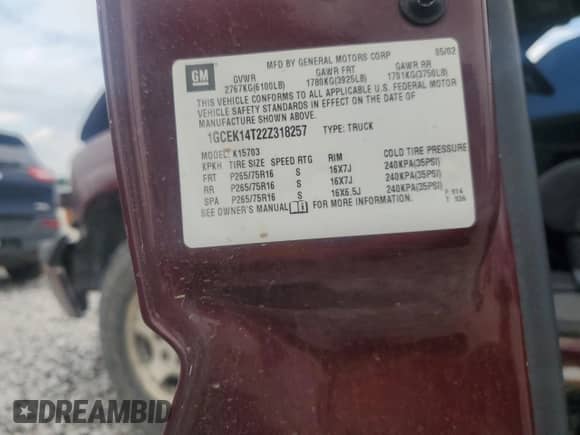 GM
MFD BY GENERAL MOTORS CORP 05/02
GVWR GAWR FRT GAWR RR
2767KG(6100LB) 1780KG(3925LB) 1701KG(3750LB)
THIS VEHICLE CONFORMS TO ALL APPLICABLE U.S. FEDERAL MOTOR
VEHICLE SAFETY STANDARDS IN EFFECT ON THE DATE OF
MANUFACTURE SHOWN ABOVE.
1GCEK14T22Z318257 TYPE: TRUCK
MODEL: K15703
KPKH TIRE SIZE SPEED RTG RIM COLD TIRE PRESSURE
FRT P265/75R16 S 16X7J 240KPA(35PSI)
RR P265/75R16 S 16X7J 240KPA(35PSI)
SPA P265/75R16 S 16X6.5J 240KPA(35PSI)
SEE OWNER'S MANUAL FOR MORE INFORMATION.
DREAMBID